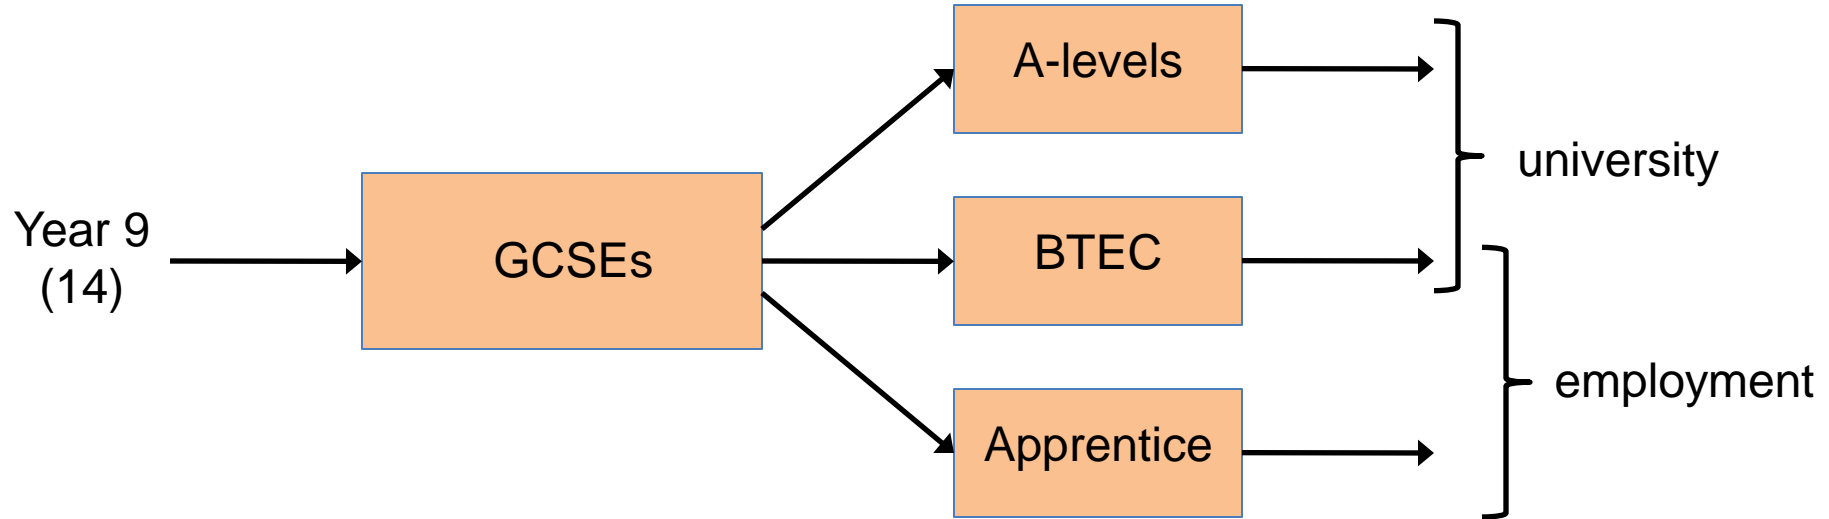 Year 9
(14)
GCSEs
A-levels
BTEC
Apprentice
university
employment